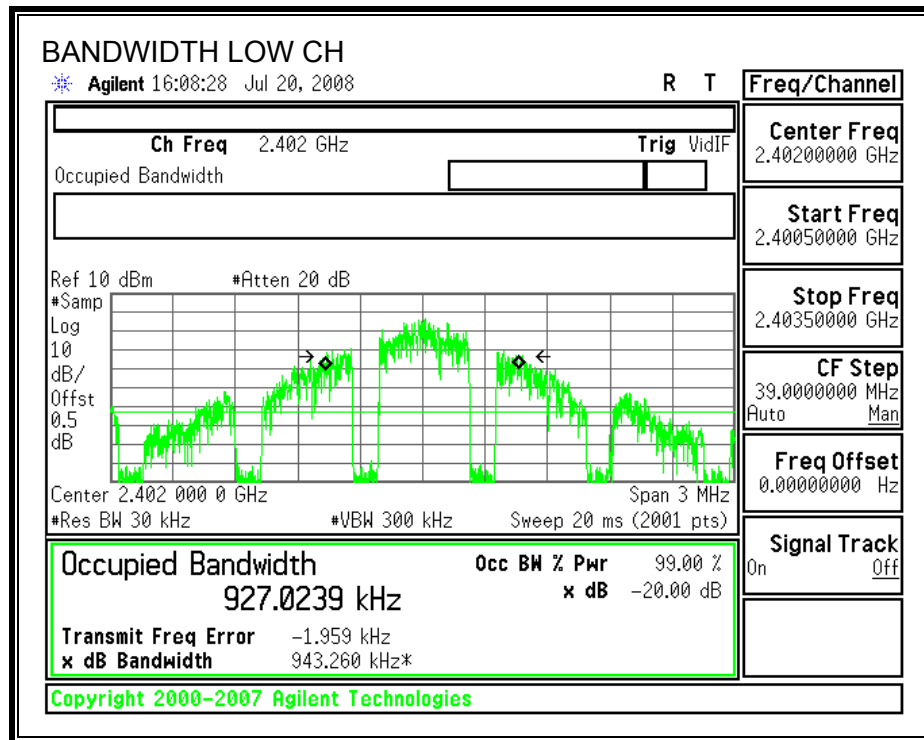 BANDWIDTH LOW CH
Agilent 16:08:28 Jul 20, 2008 R T
Ch Freq 2.402 GHz Trig VidIF
Occupied Bandwidth
Ref 10 dBm #Atten 20 dB
#Samp
Log
10
dB/
Offst
0.5
dB
Center 2.402 000 0 GHz Span 3 MHz
#Res BW 30 kHz #VBW 300 kHz Sweep 20 ms (2001 pts)
Occupied Bandwidth Occ BW % Pwr 99.00 %
927.0239 kHz x dB -20.00 dB
Transmit Freq Error -1.959 kHz
x dB Bandwidth 943.260 kHz*
Copyright 2000-2007 Agilent Technologies
Freq/Channel
Center Freq
2.40200000 GHz
Start Freq
2.40050000 GHz
Stop Freq
2.40350000 GHz
CF Step
39.0000000 MHz
Auto Man
Freq Offset
0.00000000 Hz
Signal Track
On Off